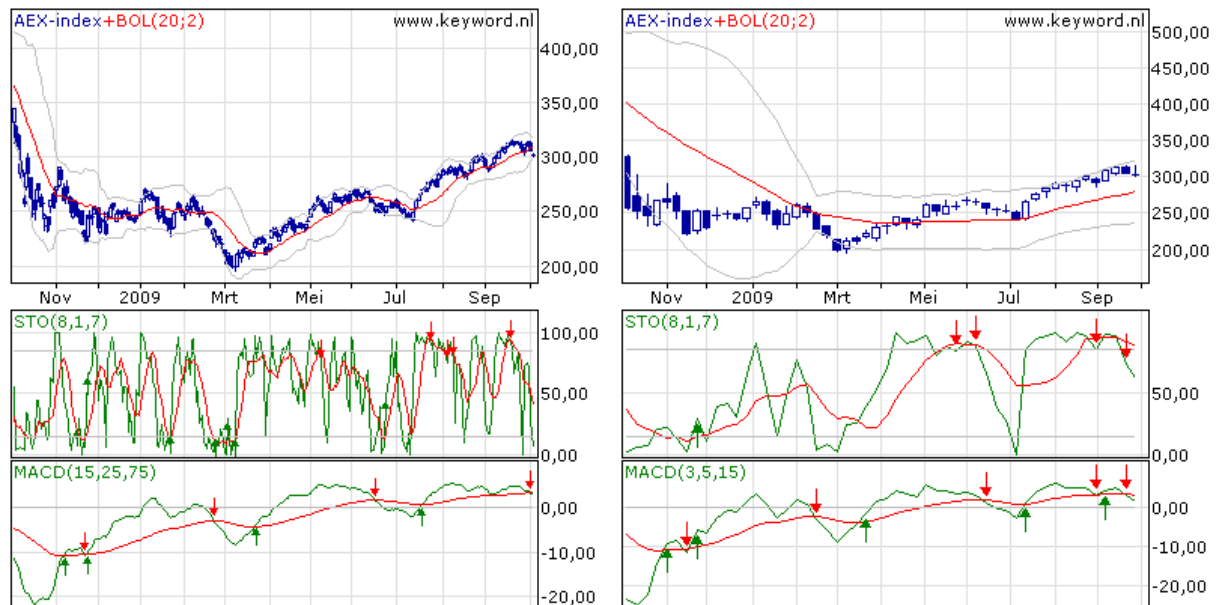 AEX-index+BOL(20;2) www.keyword.nl
400,00
350,00
300,00
250,00
200,00
Nov 2009 Mrt Mei Jul Sep
STO(8,1,7)
100,00
50,00
0,00
MACD(15,25,75)
0,00
-10,00
-20,00
AEX-index+BOL(20;2) www.keyword.nl
500,00
450,00
400,00
350,00
300,00
250,00
200,00
Nov 2009 Mrt Mei Jul Sep
STO(8,1,7)
50,00
0,00
MACD(3,5,15)
0,00
-10,00
-20,00